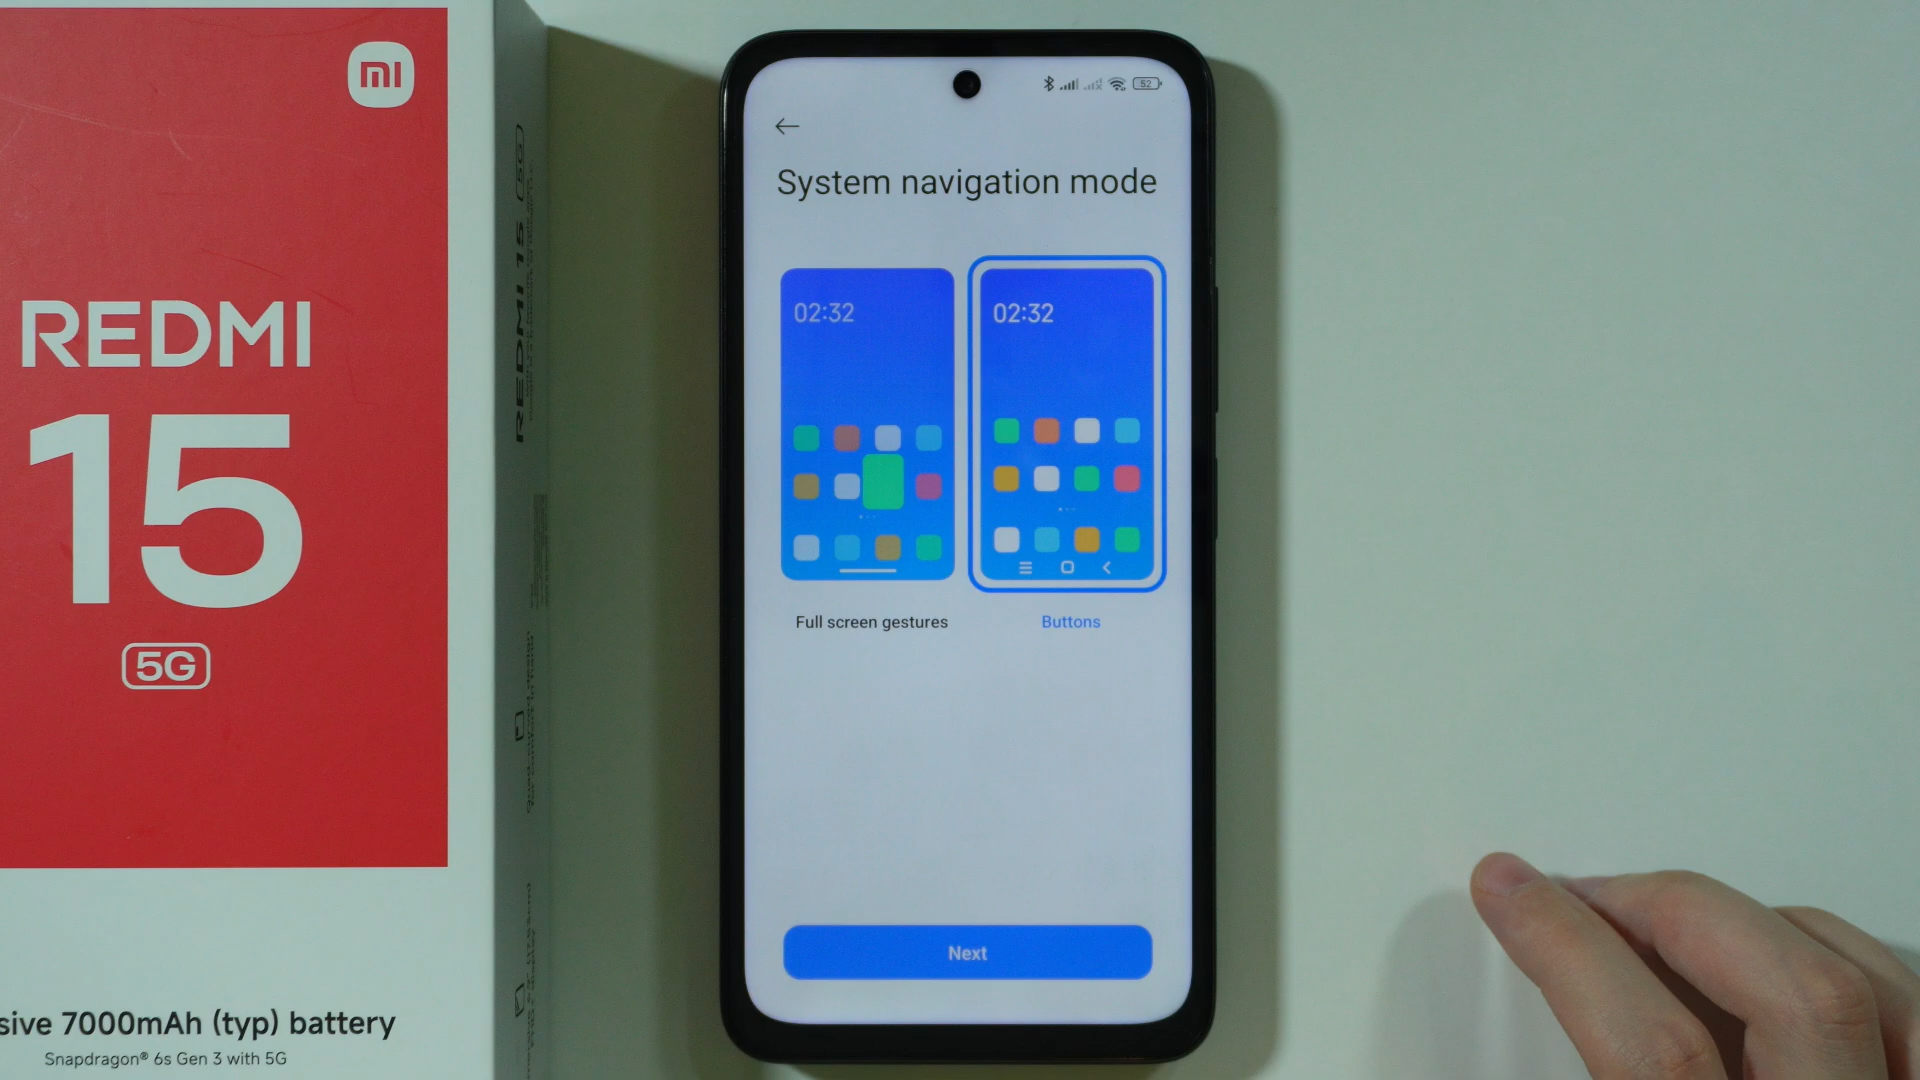 mi
REDMI
15
5G
sive 7000mAh (typ) battery
Snapdragon® 6s Gen 3 with 5G
REDMI 15 5G
52
System navigation mode
02:32
02:32
Full screen gestures
Buttons
Next